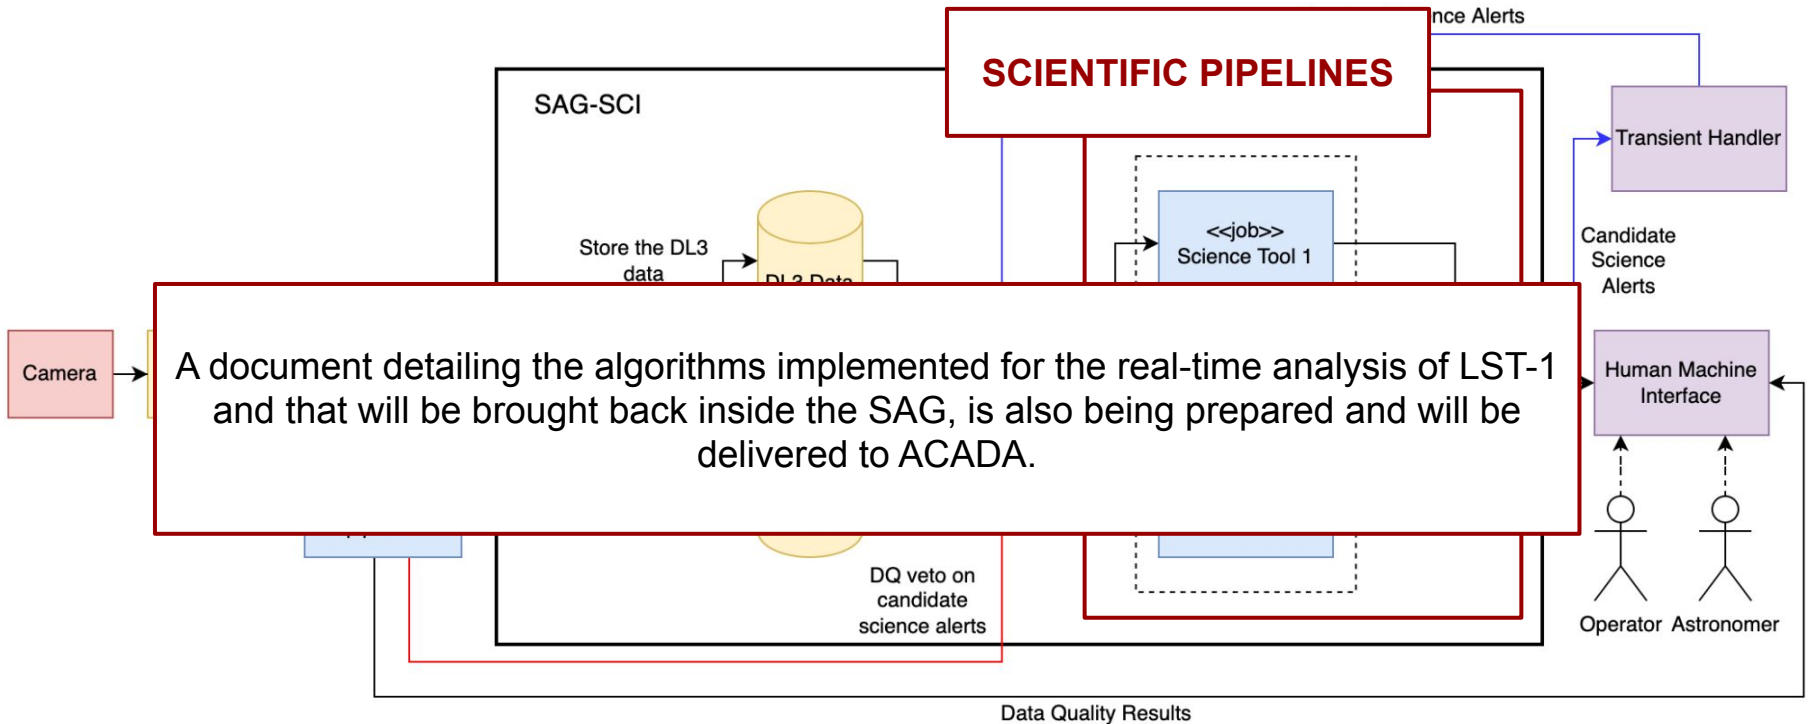 nce Alerts
SCIENTIFIC PIPELINES
SAG-SCI
Transient Handler
Store the DL3
data
DL3 Data
<<job>>
Science Tool 1
Candidate
Science
Alerts
Camera
A document detailing the algorithms implemented for the real-time analysis of LST-1
and that will be brought back inside the SAG, is also being prepared and will be
delivered to ACADA.
Human Machine
Interface
DQ veto on
candidate
science alerts
Operator
Astronomer
Data Quality Results